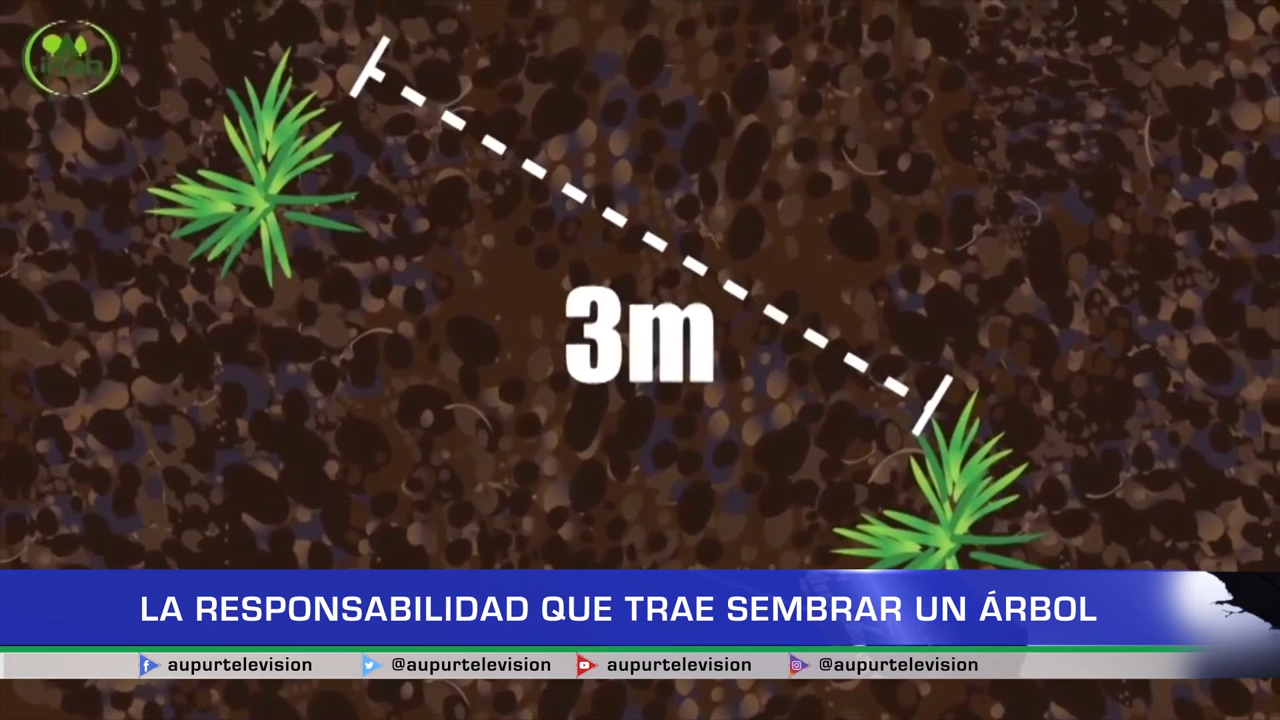 3m
LA RESPONSABILIDAD QUE TRAE SEMBRAR UN ÁRBOL
aupurtelevision @aupurtelevision aupurtelevision @aupurtelevision